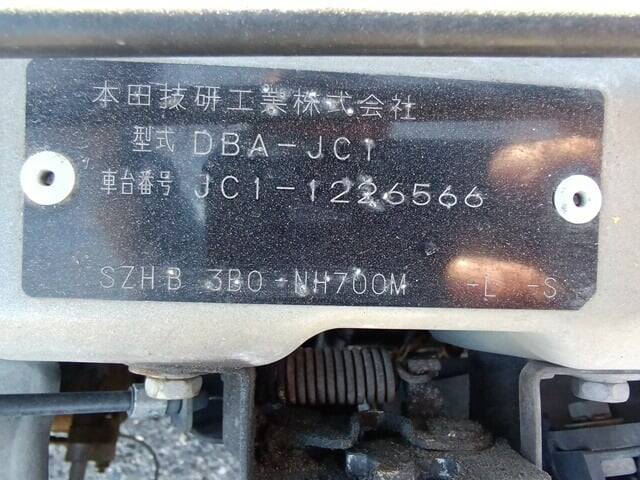 本田技研工業株式会社
型式 DBA-JC1
車台番号 JC1-1226566
SZHB 3B0-NH700M -L -S